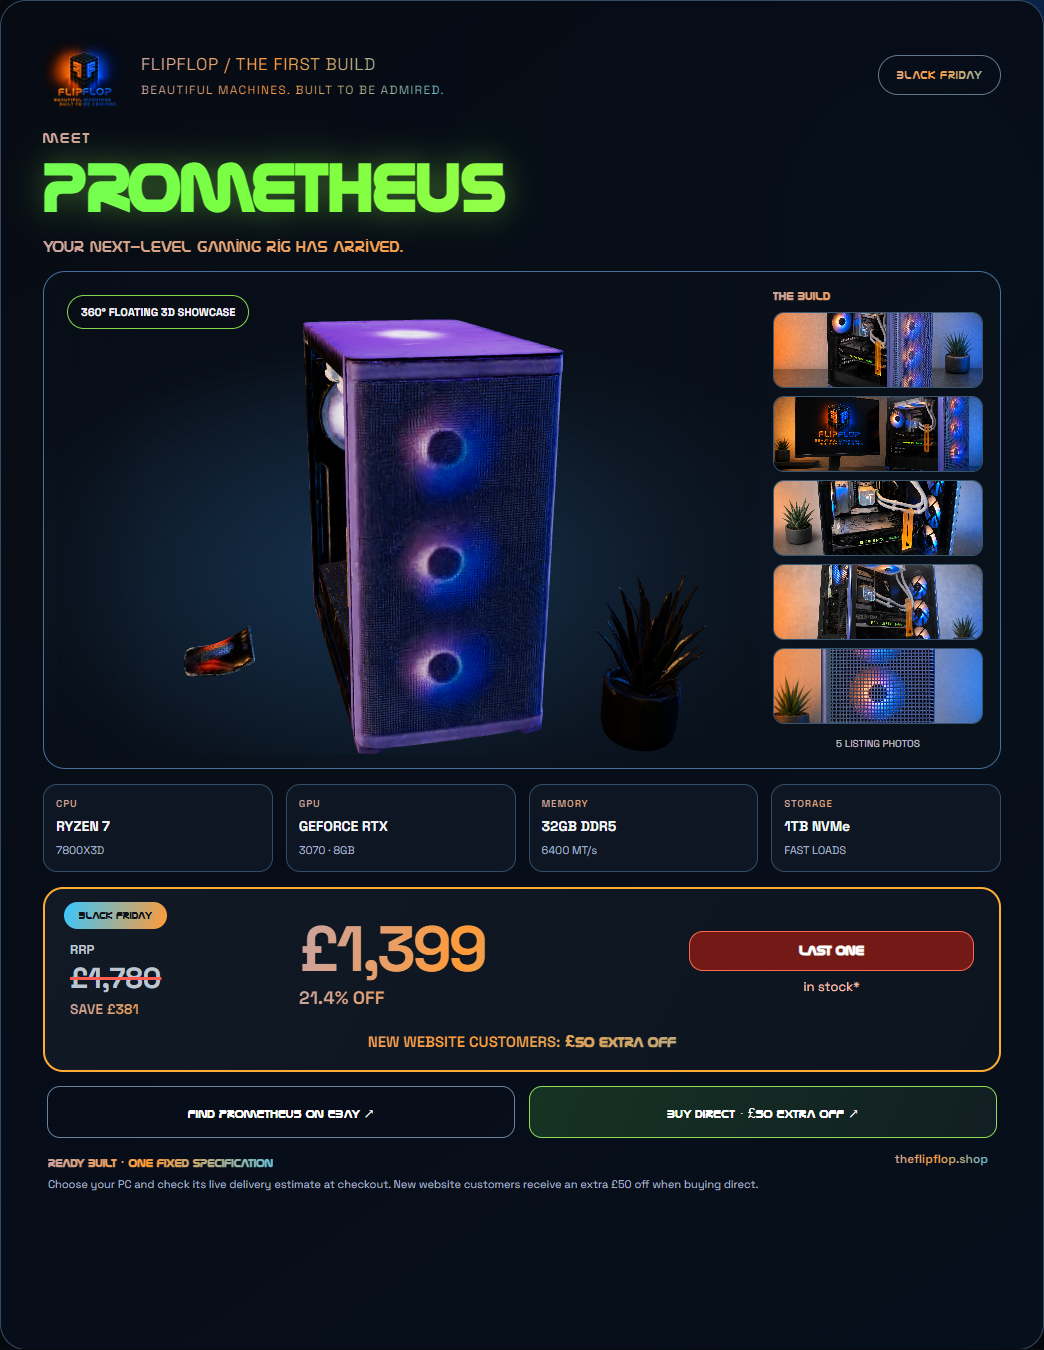 FLIPFLOP
FLIPFLOP / THE FIRST BUILD
BEAUTIFUL MACHINES. BUILT TO BE ADMIRED.
BLACK FRIDAY
MEET
PROMETHEUS
YOUR NEXT-LEVEL GAMING RIG HAS ARRIVED.
360° FLOATING 3D SHOWCASE
THE BUILD
FLIPFLOP
5 LISTING PHOTOS
CPU
RYZEN 7
7800X3D
GPU
GEFORCE RTX
3070 · 8GB
MEMORY
32GB DDR5
6400 MT/s
STORAGE
1TB NVMe
FAST LOADS
BLACK FRIDAY
RRP
£1,780
SAVE £381
£1,399
21.4% OFF
LAST ONE
in stock*
NEW WEBSITE CUSTOMERS: £50 EXTRA OFF
FIND PROMETHEUS ON EBAY ↗
BUY DIRECT · £50 EXTRA OFF ↗
READY BUILT · ONE FIXED SPECIFICATION
theflipflop.shop
Choose your PC and check its live delivery estimate at checkout. New website customers receive an extra £50 off when buying direct.